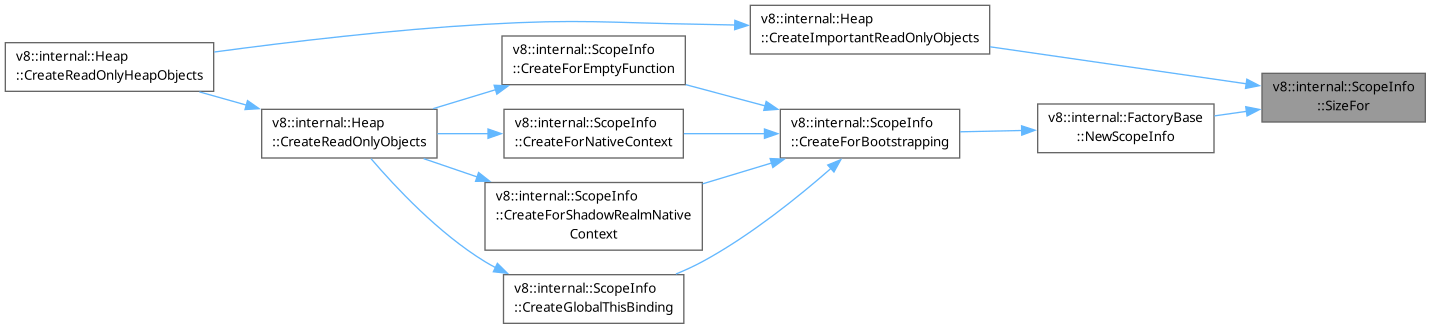 v8::internal::Heap
::CreateImportantReadOnlyObjects
v8::internal::Heap
::CreateReadOnlyHeapObjects
v8::internal::ScopeInfo
::CreateForEmptyFunction
v8::internal::ScopeInfo
::SizeFor
v8::internal::FactoryBase
::NewScopeInfo
v8::internal::Heap
::CreateReadOnlyObjects
v8::internal::ScopeInfo
::CreateForNativeContext
v8::internal::ScopeInfo
::CreateForBootstrapping
v8::internal::ScopeInfo
::CreateForShadowRealmNative
Context
v8::internal::ScopeInfo
::CreateGlobalThisBinding